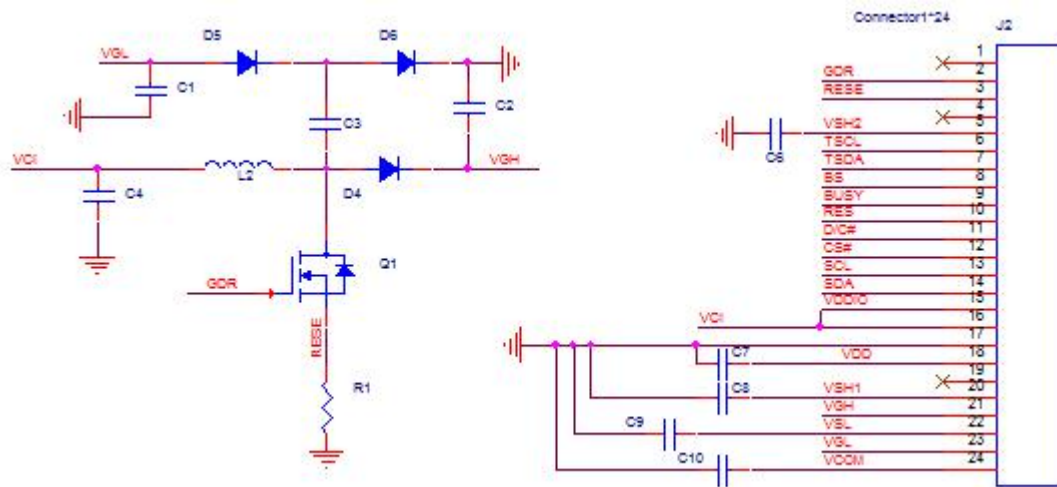 Connector1*24
J2
D5
D6
VGL
C1
C2
C3
VCI
L2
D4
VGH
C4
Q1
GDR
RESE
R1
1
GDR
2
RESE
3
4
5
VSH2
C6
6
TSCL
7
TSDA
8
BS
9
BUSY
10
RES
11
D/C#
12
CS#
13
SCL
14
SDA
15
VDDIO
16
VCI
17
C7
VDD
18
19
C8
VSH1
20
VGH
21
C9
VSL
22
VGL
23
C10
VCOM
24